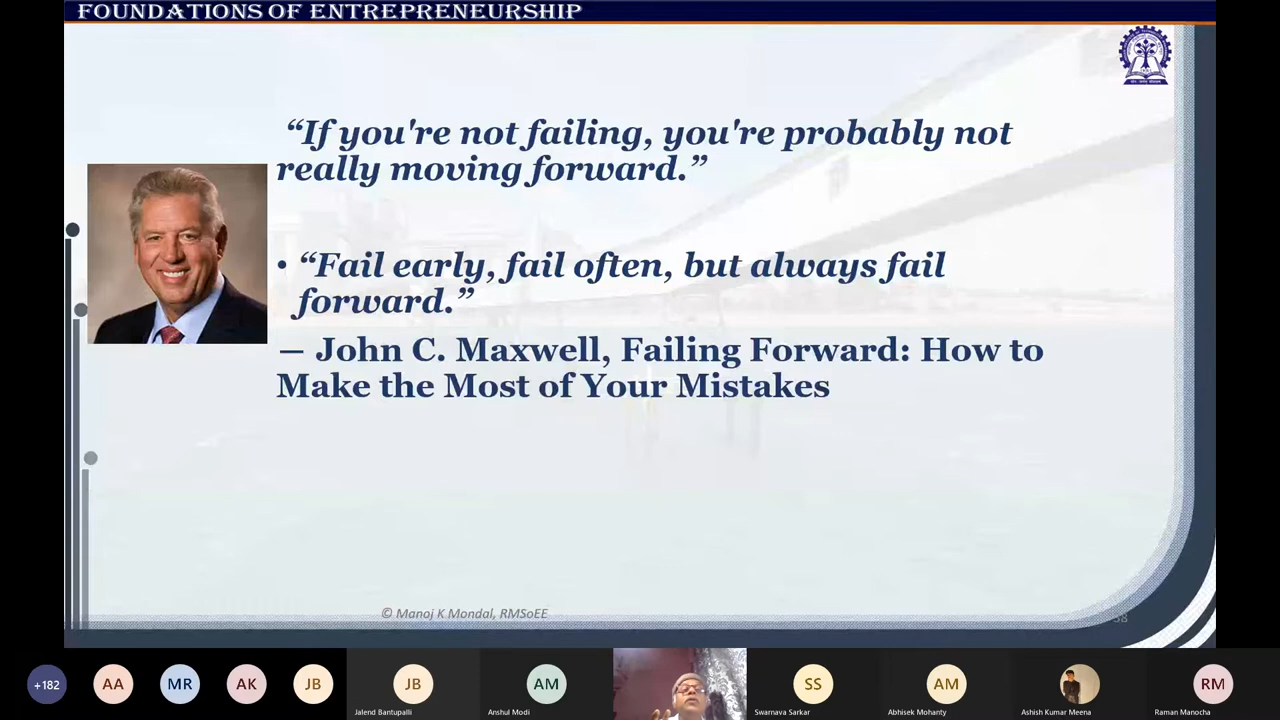 FOUNDATIONS OF ENTREPRENEURSHIP
“If you're not failing, you're probably not
really moving forward.”
• “Fail early, fail often, but always fail
forward.”
— John C. Maxwell, Failing Forward: How to
Make the Most of Your Mistakes
© Manoj K Mondal, RMSoEE
+182
AA
MR
AK
JB
JB
AM
SS
AM
RM
Jalend Bantupalli
Anshul Modi
Swarnava Sarkar
Abhisek Mohanty
Ashish Kumar Meena
Raman Manocha